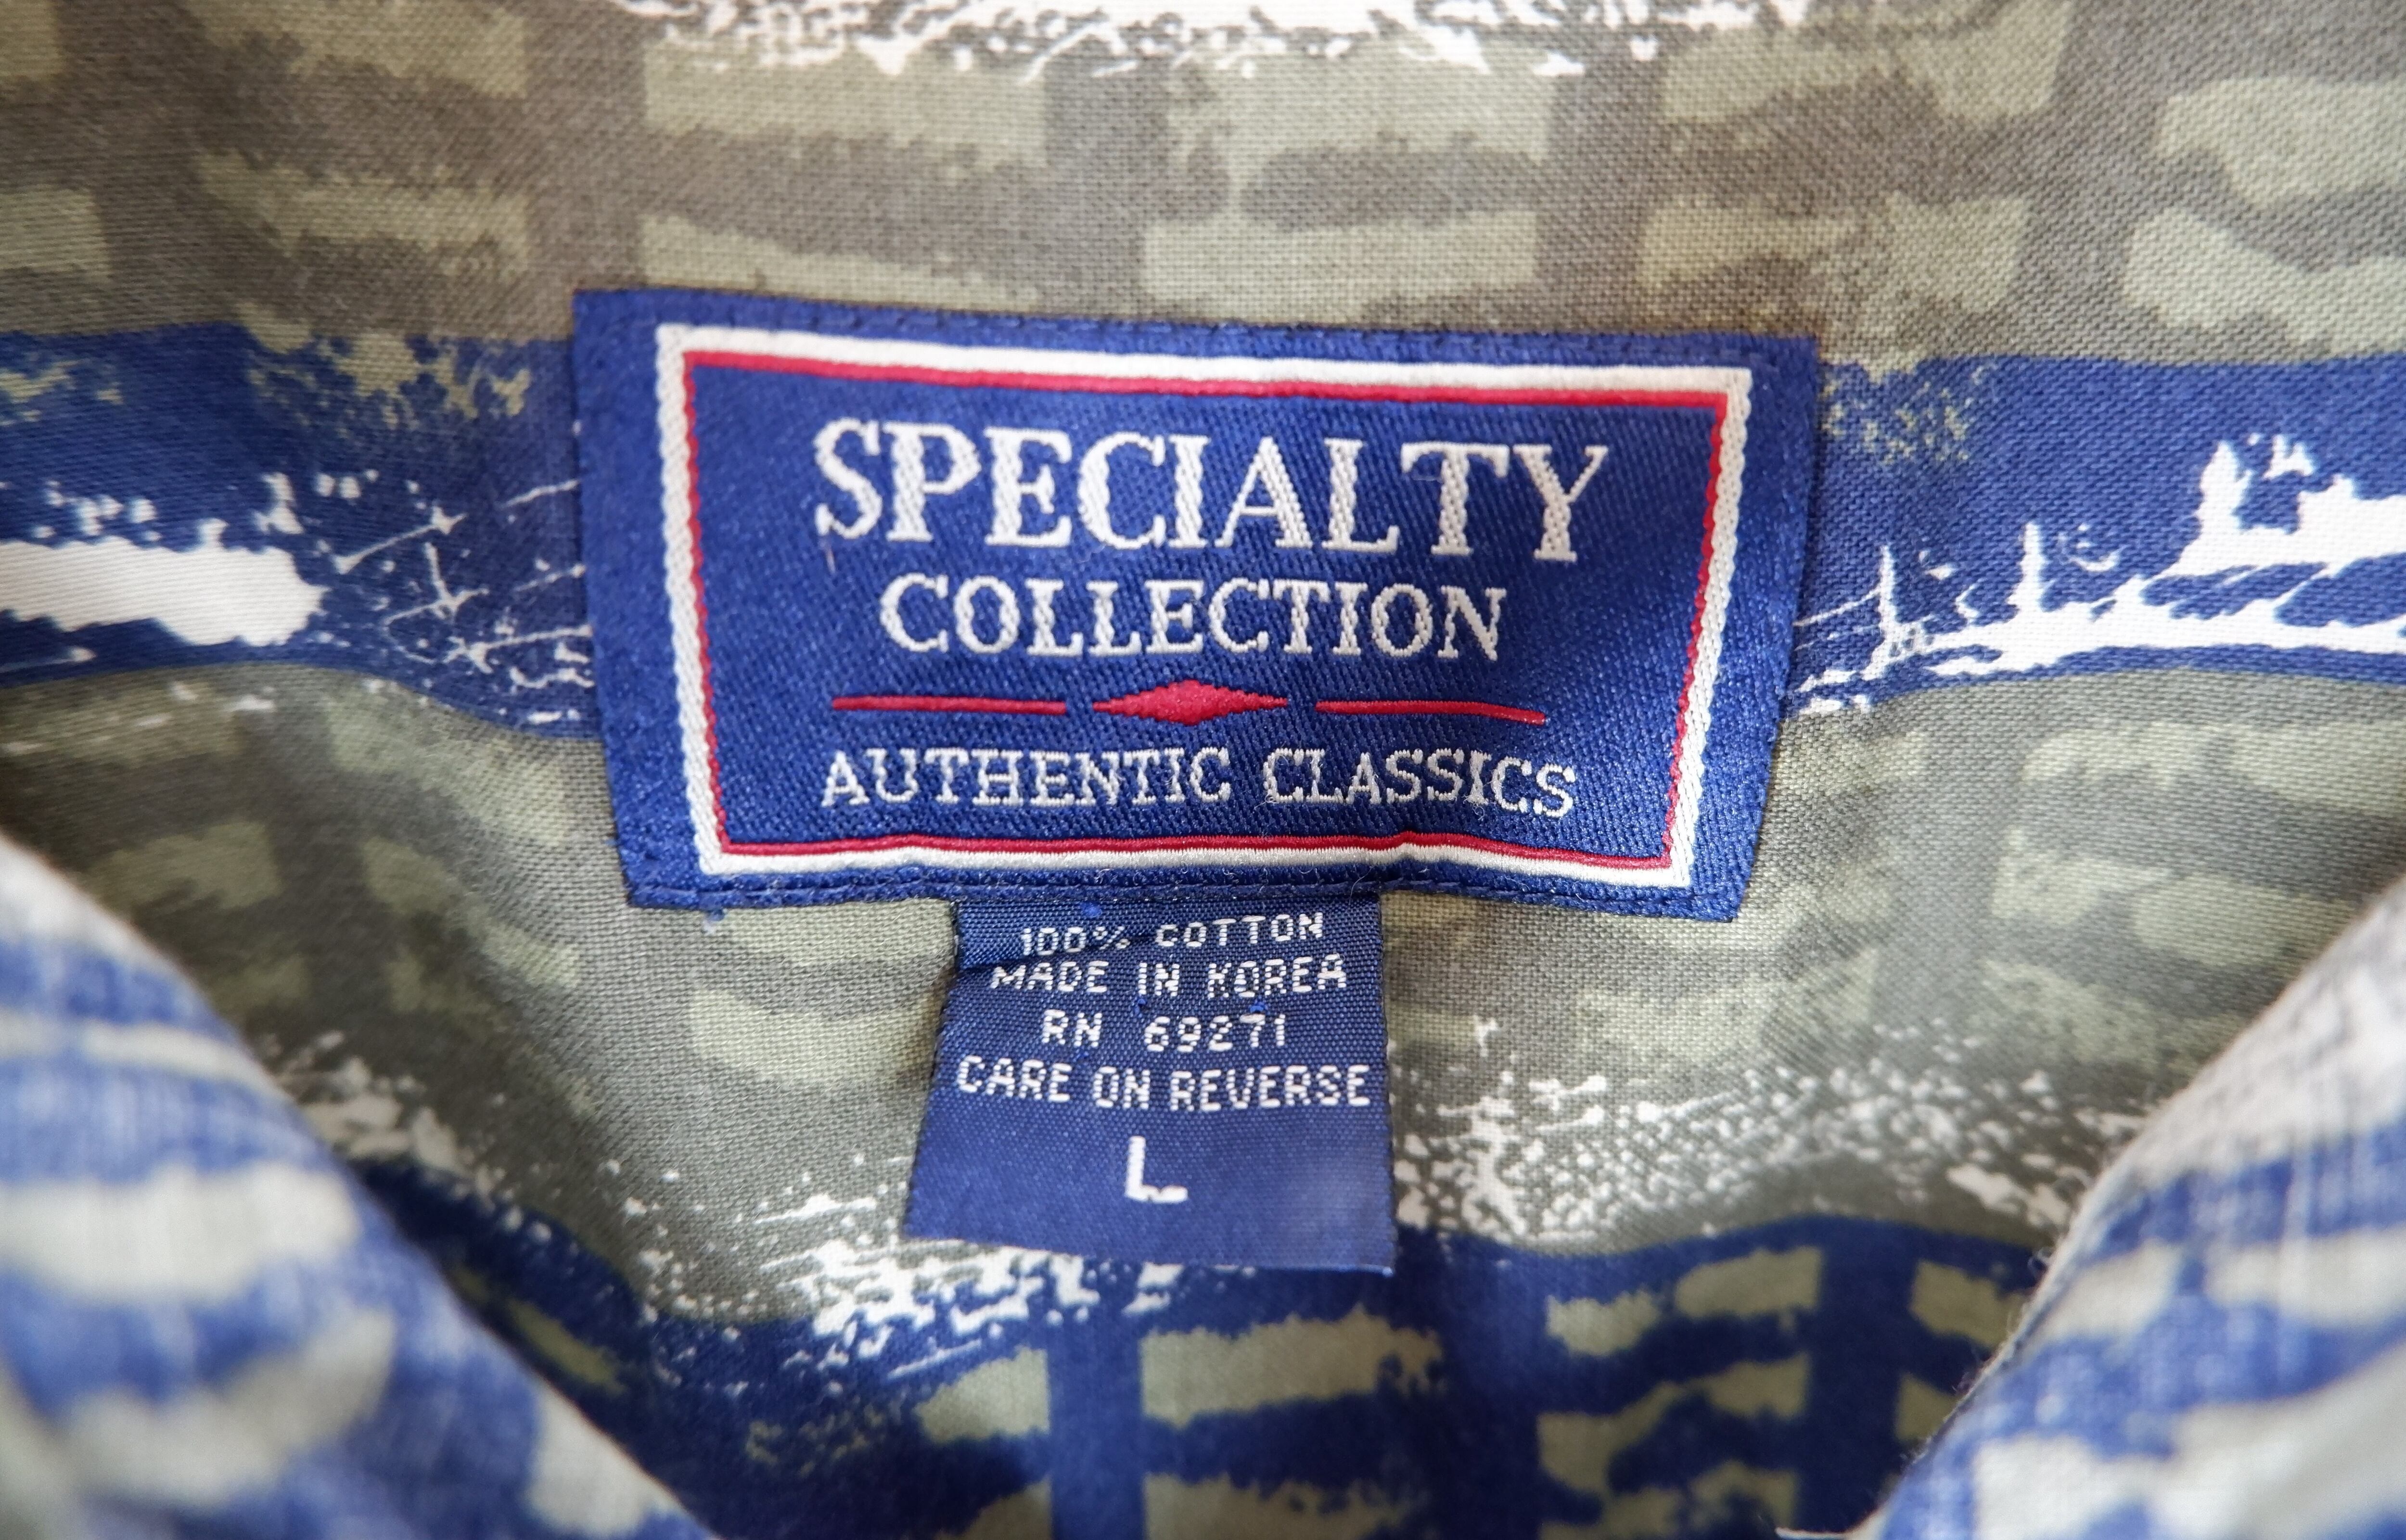 SPECIALTY
COLLECTION
AUTHENTIC CLASSICS
100% COTTON
MADE IN KOREA
RN 69271
CARE ON REVERSE
L